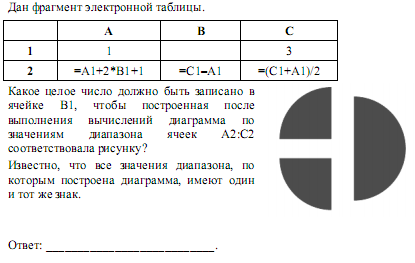 Дан фрагмент электронной таблицы.
A B C
1 1 3
2 =A1+2*B1+1 =C1–A1 =(C1+A1)/2
Какое целое число должно быть записано в
ячейке B1, чтобы построенная после
выполнения вычислений диаграмма по
значениям диапазона ячеек A2:C2
соответствовала рисунку?
Известно, что все значения диапазона, по
которым построена диаграмма, имеют один
и тот же знак.
Ответ: ___________________________.